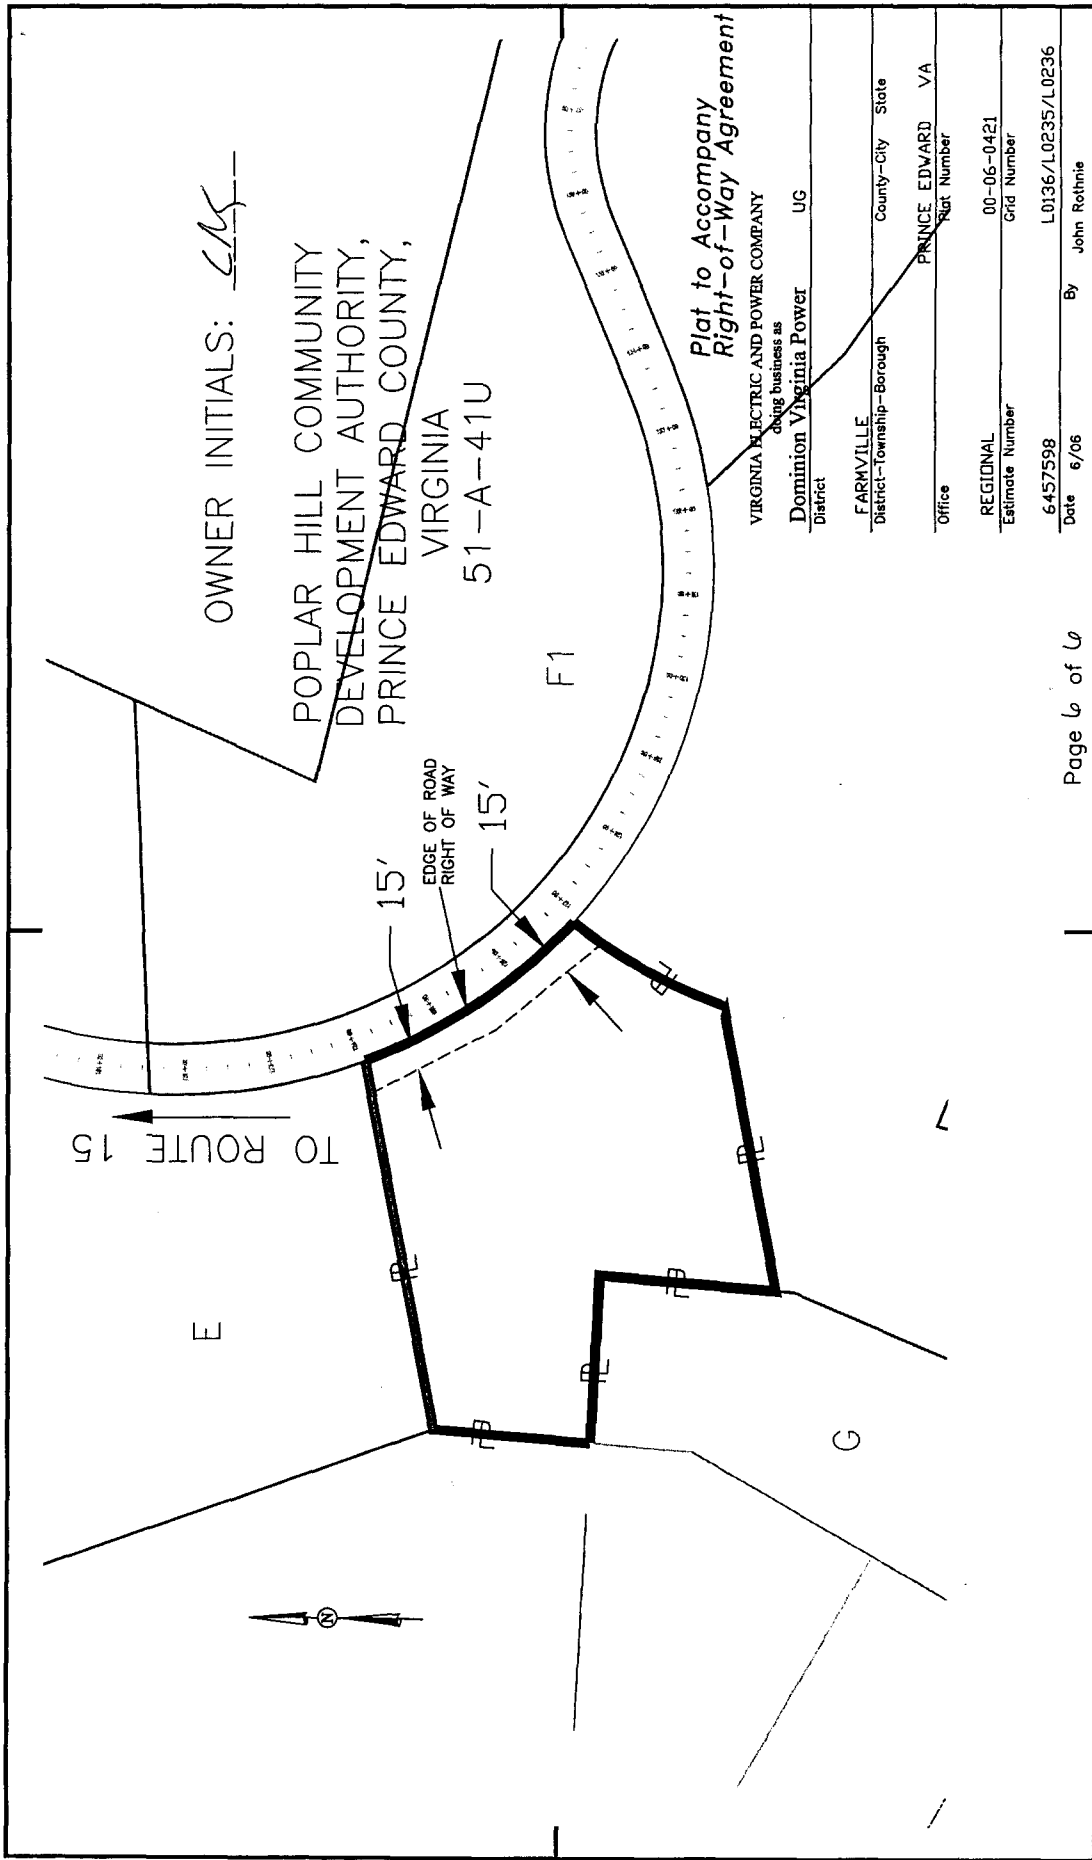 OWNER INITIALS:
POPLAR HILL COMMUNITY
DEVELOPMENT AUTHORITY,
PRINCE EDWARD COUNTY,
VIRGINIA
51-A-41U
15'
EDGE OF ROAD
RIGHT OF WAY
15'
F1
TO ROUTE 15
E
G
N
PL
PL
PL
PL
PL
PL
Plat to Accompany
Right-of-Way Agreement
VIRGINIA ELECTRIC AND POWER COMPANY
doing business as
Dominion Virginia Power UG
District
FARMVILLE
District-Township-Borough County-City State
PRINCE EDWARD VA
Office Plat Number
REGIONAL 00-06-0421
Estimate Number Grid Number
6457598 L0136/L0235/L0236
Date 6/06 By John Rothnie
Page 6 of 6